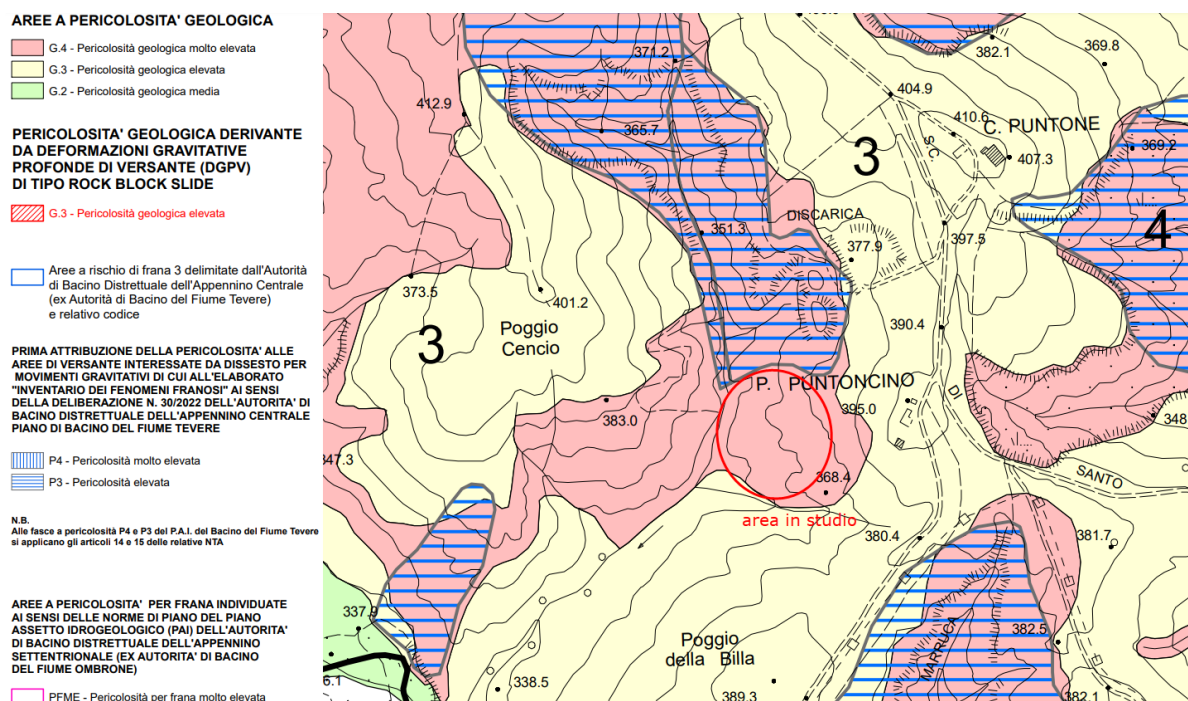 AREE A PERICOLOSITA' GEOLOGICA
G.4 - Pericolosità geologica molto elevata
G.3 - Pericolosità geologica elevata
G.2 - Pericolosità geologica media
PERICOLOSITA' GEOLOGICA DERIVANTE
DA DEFORMAZIONI GRAVITATIVE
PROFONDE DI VERSANTE (DGPV)
DI TIPO ROCK BLOCK SLIDE
G.3 - Pericolosità geologica elevata
Aree a rischio di frana 3 delimitate dall'Autorità
di Bacino Distrettuale dell'Appennino Centrale
(ex Autorità di Bacino del Fiume Tevere)
e relativo codice
PRIMA ATTRIBUZIONE DELLA PERICOLOSITA' ALLE
AREE DI VERSANTE INTERESSATE DA DISSESTO PER
MOVIMENTI GRAVITATIVI DI CUI ALL'ELABORATO
"INVENTARIO DEI FENOMENI FRANOSI" AI SENSI
DELLA DELIBERAZIONE N. 30/2022 DELL'AUTORITA' DI
BACINO DISTRETTUALE DELL'APPENNINO CENTRALE
PIANO DI BACINO DEL FIUME TEVERE
P4 - Pericolosità molto elevata
P3 - Pericolosità elevata
N.B.
Alle fasce a pericolosità P4 e P3 del P.A.I. del Bacino del Fiume Tevere
si applicano gli articoli 14 e 15 delle relative NTA
AREE A PERICOLOSITA' PER FRANA INDIVIDUATE
AI SENSI DELLE NORME DI PIANO DEL PIANO
ASSETTO IDROGEOLOGICO (PAI) DELL'AUTORITA'
DI BACINO DISTRETTUALE DELL'APPENNINO
SETTENTRIONALE (EX AUTORITA' DI BACINO
DEL FIUME OMBRONE)
PFME - Pericolosità per frana molto elevata
371.2
382.1
369.8
412.9
404.9
365.7
410.6
C. PUNTONE
3
S.C
407.3
369.2
DISCARICA
351.3
377.9
397.5
4
373.5
401.2
Poggio
Cencio
3
390.4
P. PUNTONCINO
DI
383.0
395.0
348
347.3
368.4
SANTO
area in studio
380.4
381.7
337.9
MARRUCA
382.5
Poggio
della Billa
6.1
338.5
389.3
382.1